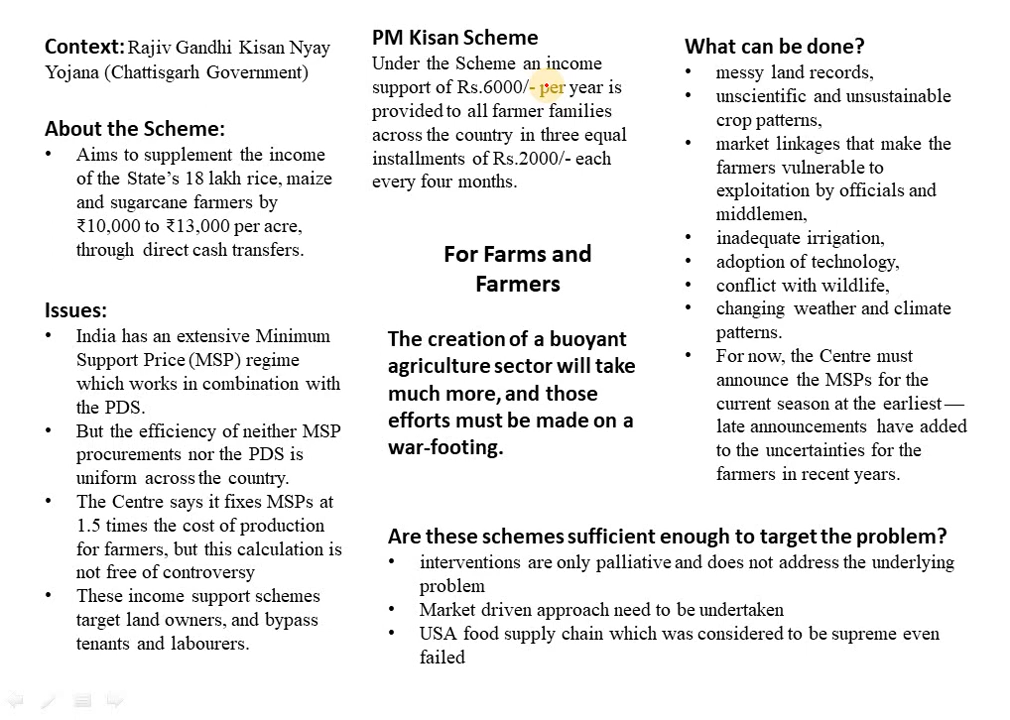 Context: Rajiv Gandhi Kisan Nyay
Yojana (Chattisgarh Government)
About the Scheme:
• Aims to supplement the income
of the State's 18 lakh rice, maize
and sugarcane farmers by
₹10,000 to ₹13,000 per acre,
through direct cash transfers.
Issues:
• India has an extensive Minimum
Support Price (MSP) regime
which works in combination with
the PDS.
• But the efficiency of neither MSP
procurements nor the PDS is
uniform across the country.
• The Centre says it fixes MSPs at
1.5 times the cost of production
for farmers, but this calculation is
not free of controversy
• These income support schemes
target land owners, and bypass
tenants and labourers.
PM Kisan Scheme
Under the Scheme an income
support of Rs.6000/- per year is
provided to all farmer families
across the country in three equal
installments of Rs.2000/- each
every four months.
For Farms and
Farmers
The creation of a buoyant
agriculture sector will take
much more, and those
efforts must be made on a
war-footing.
What can be done?
• messy land records,
• unscientific and unsustainable
crop patterns,
• market linkages that make the
farmers vulnerable to
exploitation by officials and
middlemen,
• inadequate irrigation,
• adoption of technology,
• conflict with wildlife,
• changing weather and climate
patterns.
• For now, the Centre must
announce the MSPs for the
current season at the earliest—
late announcements have added
to the uncertainties for the
farmers in recent years.
Are these schemes sufficient enough to target the problem?
• interventions are only palliative and does not address the underlying
problem
• Market driven approach need to be undertaken
• USA food supply chain which was considered to be supreme even
failed